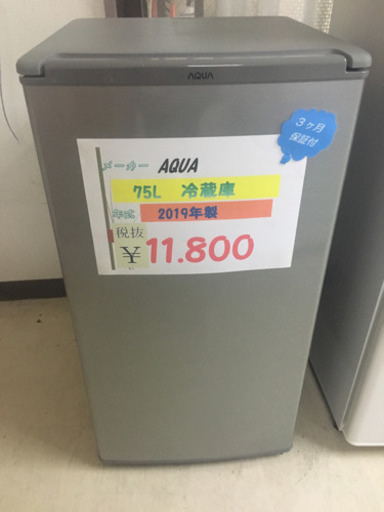 AQUA
3ヶ月
保証付
メーカー AQUA
75L 冷蔵庫
年式 2019年製
税抜
¥11.800